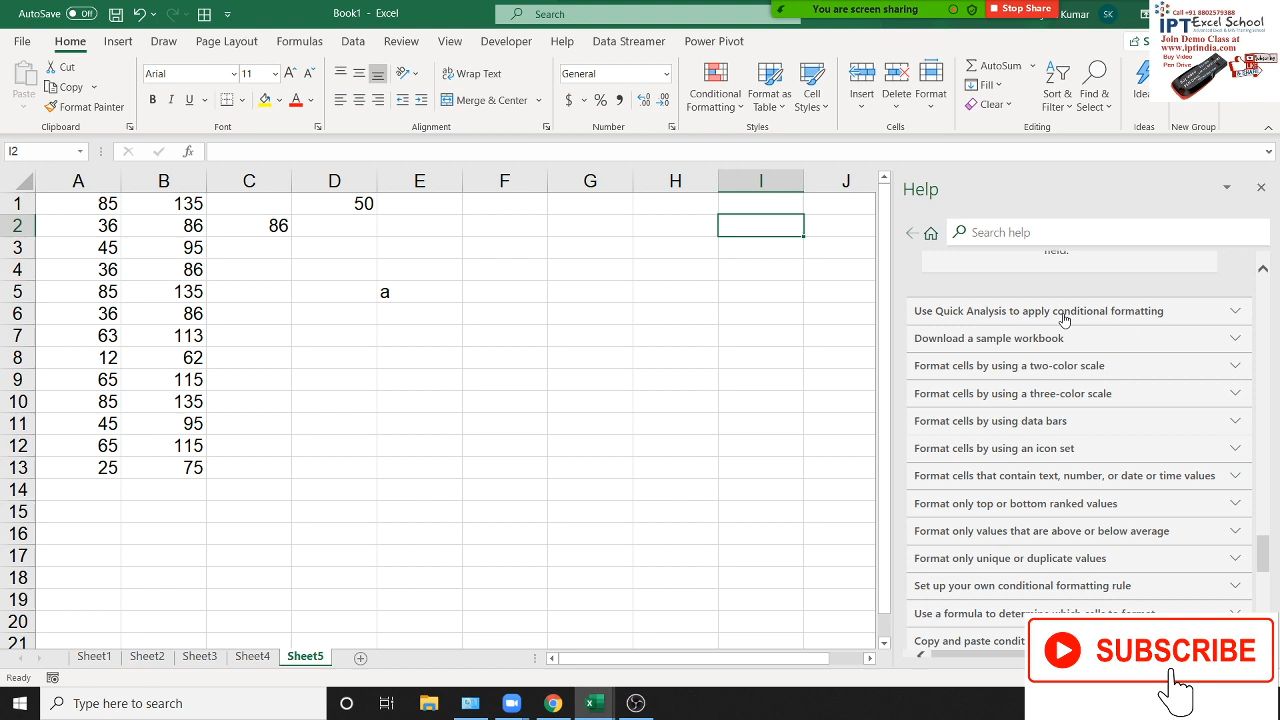 AutoSave Off Book1 - Excel Search You are screen sharing Stop Share Kumar SK
Call +91 8802579388
IPT Excel School
Advanced Excel & MIS Training School
Join Demo Class at
www.iptindia.com
Buy Video
Pen Drive
File Home Insert Draw Page Layout Formulas Data Review View Developer Help Data Streamer Power Pivot
Paste Cut Copy Format Painter Clipboard
Arial 11 B I U A Font
Wrap Text Merge & Center Alignment
General $ % Number
Conditional Formatting Format as Table Cell Styles Styles
Insert Delete Format Cells
AutoSum Fill Clear Sort & Filter Find & Select Editing
Ideas Ideas New Group
I2 fx
A B C D E F G H I J
1 85 135 50
2 36 86 86
3 45 95
4 36 86
5 85 135 a
6 36 86
7 63 113
8 12 62
9 65 115
10 85 135
11 45 95
12 65 115
13 25 75
14
15
16
17
18
19
20
21
Help
Search help
field.
Use Quick Analysis to apply conditional formatting
Download a sample workbook
Format cells by using a two-color scale
Format cells by using a three-color scale
Format cells by using data bars
Format cells by using an icon set
Format cells that contain text, number, or date or time values
Format only top or bottom ranked values
Format only values that are above or below average
Format only unique or duplicate values
Set up your own conditional formatting rule
Use a formula to determine which cells to format
Copy and paste condit
SUBSCRIBE
Sheet1 Sheet2 Sheet3 Sheet4 Sheet5
Ready
Type here to search